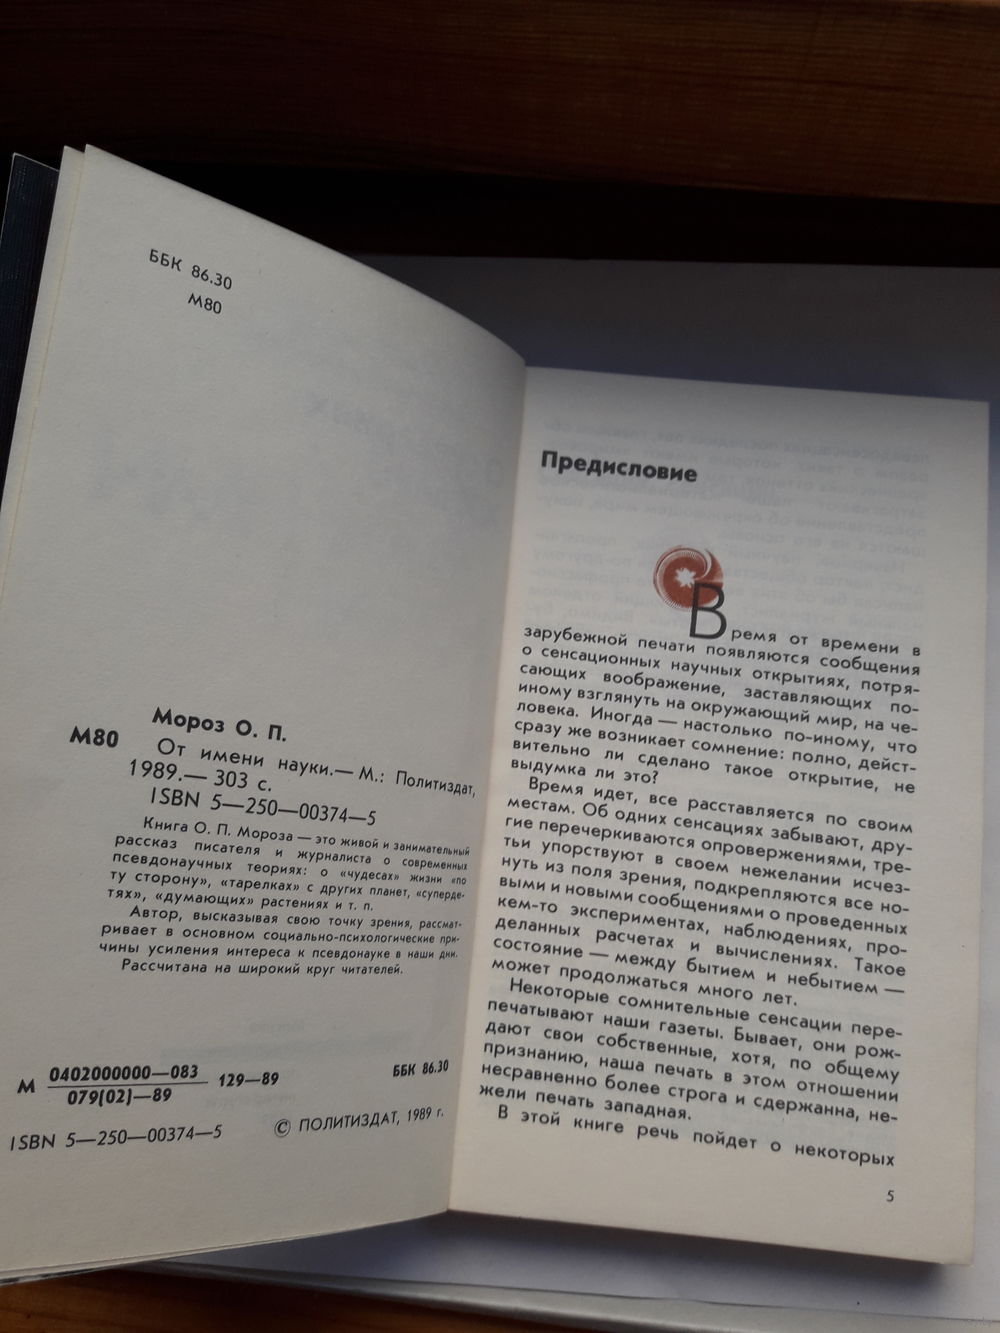 ББК 86.30
М80
Мороз О. П.
М80
От имени науки.— М.: Политиздат,
1989.— 303 с.
ISBN 5—250—00374—5
Книга О. П. Мороза — это живой и занимательный
рассказ писателя и журналиста о современных
псевдонаучных теориях: о «чудесах» жизни «по
ту сторону», «тарелках» с других планет, «суперде-
тях», «думающих» растениях и т. п.
Автор, высказывая свою точку зрения, рассмат-
ривает в основном социально-психологические при-
чины усиления интереса к псевдонауке в наши дни.
Рассчитана на широкий круг читателей.
М 0402000000—083 129—89
079(02)—89
ББК 86.30
ISBN 5—250—00374—5
© ПОЛИТИЗДАТ, 1989 г.
Предисловие
Время от времени в
зарубежной печати появляются сообщения
о сенсационных научных открытиях, потря-
сающих воображение, заставляющих по-
иному взглянуть на окружающий мир, на че-
ловека. Иногда — настолько по-иному, что
сразу же возникает сомнение: полно, дейст-
вительно ли сделано такое открытие, не
выдумка ли это?
Время идет, все расставляется по своим
местам. Об одних сенсациях забывают, дру-
гие перечеркиваются опровержениями, тре-
тьи упорствуют в своем нежелании исчез-
нуть из поля зрения, подкрепляются все но-
выми и новыми сообщениями о проведенных
кем-то экспериментах, наблюдениях, про-
деланных расчетах и вычислениях. Такое
состояние — между бытием и небытием —
может продолжаться много лет.
Некоторые сомнительные сенсации пере-
печатывают наши газеты. Бывает, они рож-
дают свои собственные, хотя, по общему
признанию, наша печать в этом отношении
несравненно более строга и сдержанна, не-
жели печать западная.
В этой книге речь пойдет о некоторых
5